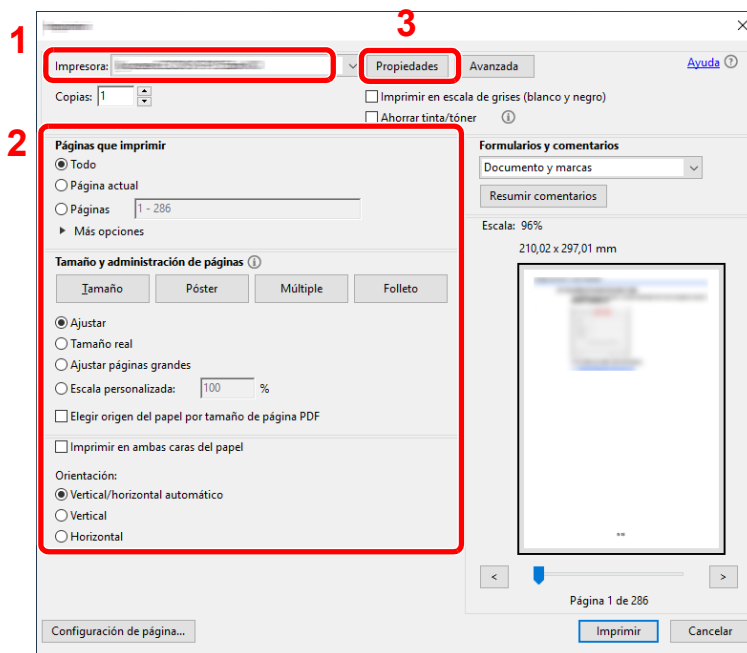 1
3
Impresora:
Propiedades
Avanzada
Ayuda
Copias: 1
Imprimir en escala de grises (blanco y negro)
Ahorrar tinta/tóner
2
Páginas que imprimir
Todo
Página actual
Páginas 1 - 286
Más opciones
Tamaño y administración de páginas
Tamaño Póster Múltiple Folleto
Ajustar
Tamaño real
Ajustar páginas grandes
Escala personalizada: 100 %
Elegir origen del papel por tamaño de página PDF
Imprimir en ambas caras del papel
Orientación:
Vertical/horizontal automático
Vertical
Horizontal
Formularios y comentarios
Documento y marcas
Resumir comentarios
Escala: 96%
210,02 x 297,01 mm
< >
Página 1 de 286
Configuración de página...
Imprimir
Cancelar